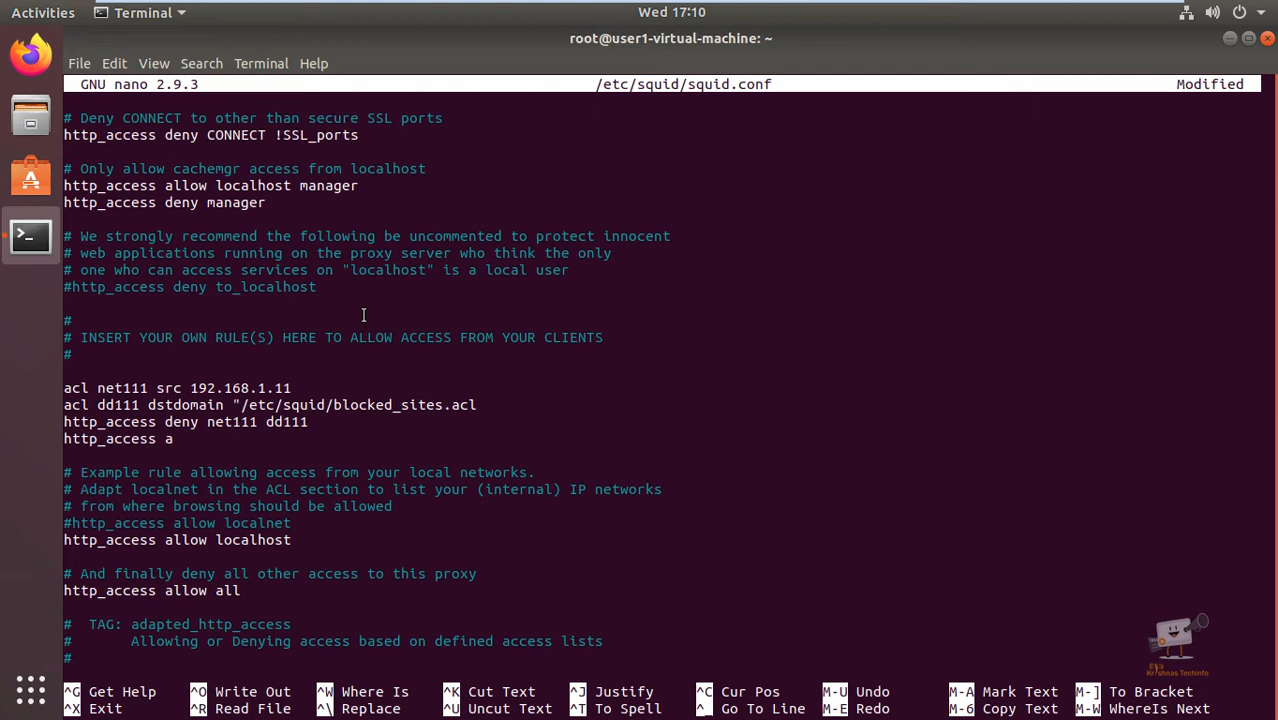 Activities
Terminal
Wed 17:10
root@user1-virtual-machine: ~
File Edit View Search Terminal Help
GNU nano 2.9.3 /etc/squid/squid.conf Modified
# Deny CONNECT to other than secure SSL ports
http_access deny CONNECT !SSL_ports
# Only allow cachemgr access from localhost
http_access allow localhost manager
http_access deny manager
# We strongly recommend the following be uncommented to protect innocent
# web applications running on the proxy server who think the only
# one who can access services on "localhost" is a local user
#http_access deny to_localhost
#
# INSERT YOUR OWN RULE(S) HERE TO ALLOW ACCESS FROM YOUR CLIENTS
#
acl net111 src 192.168.1.11
acl dd111 dstdomain "/etc/squid/blocked_sites.acl
http_access deny net111 dd111
http_access a
# Example rule allowing access from your local networks.
# Adapt localnet in the ACL section to list your (internal) IP networks
# from where browsing should be allowed
#http_access allow localnet
http_access allow localhost
# And finally deny all other access to this proxy
http_access allow all
# TAG: adapted_http_access
# Allowing or Denying access based on defined access lists
#
^G Get Help ^O Write Out ^W Where Is ^K Cut Text ^J Justify ^C Cur Pos M-U Undo M-A Mark Text M-] To Bracket
^X Exit ^R Read File ^\ Replace ^U Uncut Text ^T To Spell ^_ Go To Line M-E Redo M-6 Copy Text M-W WhereIs Next
Krishnas Techinfo